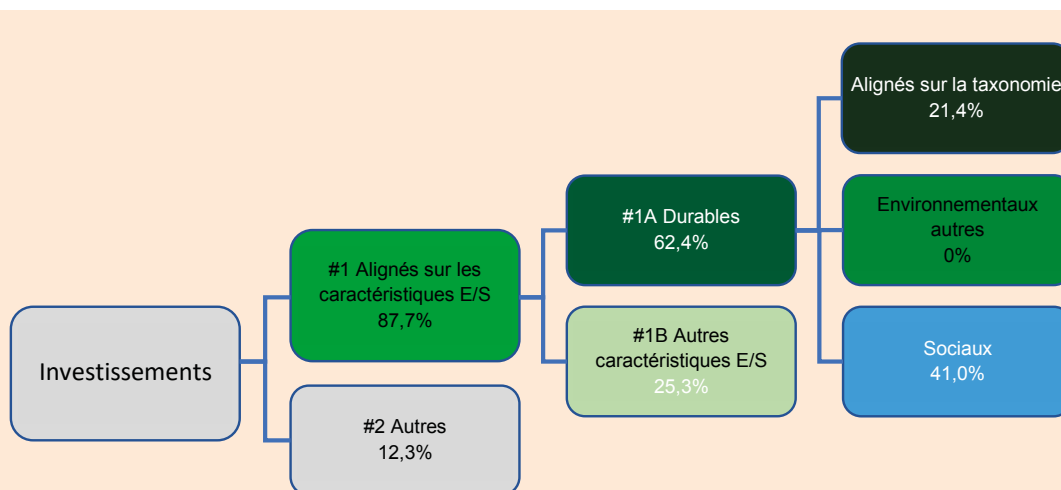 Investissements
#1 Alignés sur les
caractéristiques E/S
87,7%
#2 Autres
12,3%
#1A Durables
62,4%
#1B Autres
caractéristiques E/S
25,3%
Alignés sur la taxonomie
21,4%
Environnementaux
autres
0%
Sociaux
41,0%